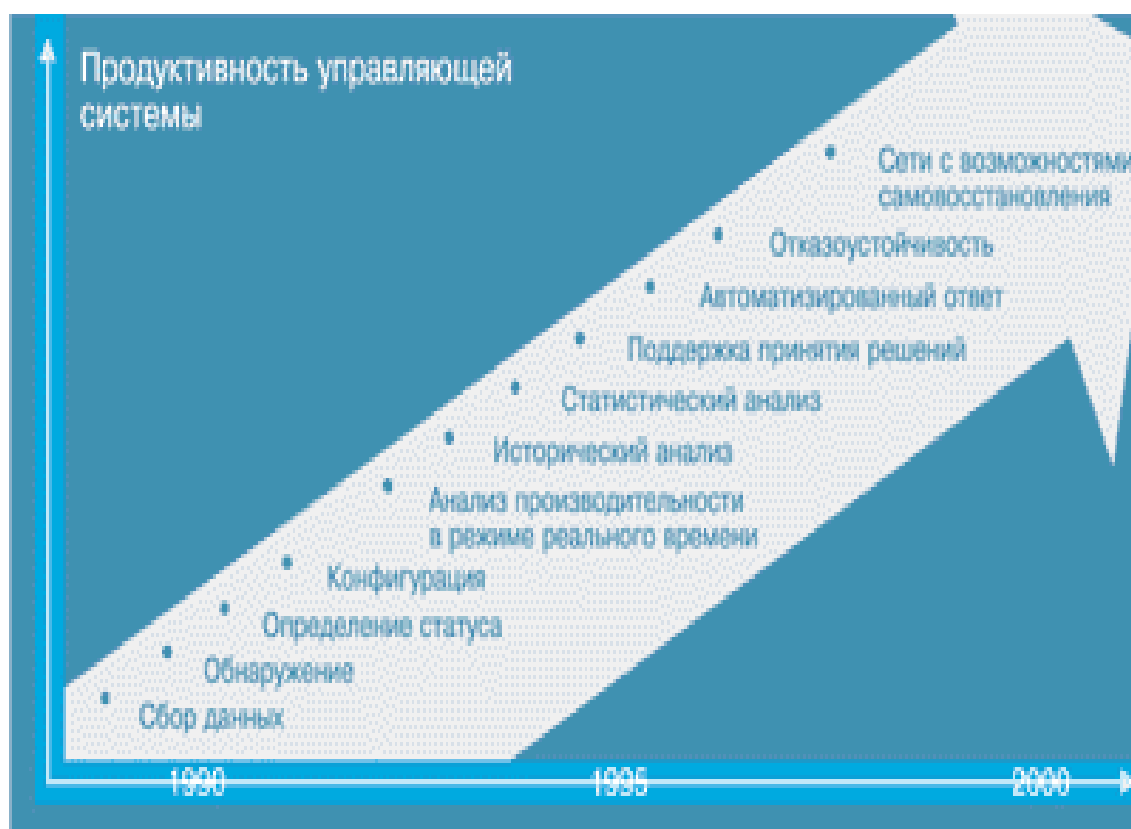 Продуктивность управляющей
системы
Сети с возможностями
самовосстановления
Отказоустойчивость
Автоматизированный ответ
Поддержка принятия решений
Статистический анализ
Исторический анализ
Анализ производительности
в режиме реального времени
Конфигурация
Определение статуса
Обнаружение
Сбор данных
1990
1995
2000